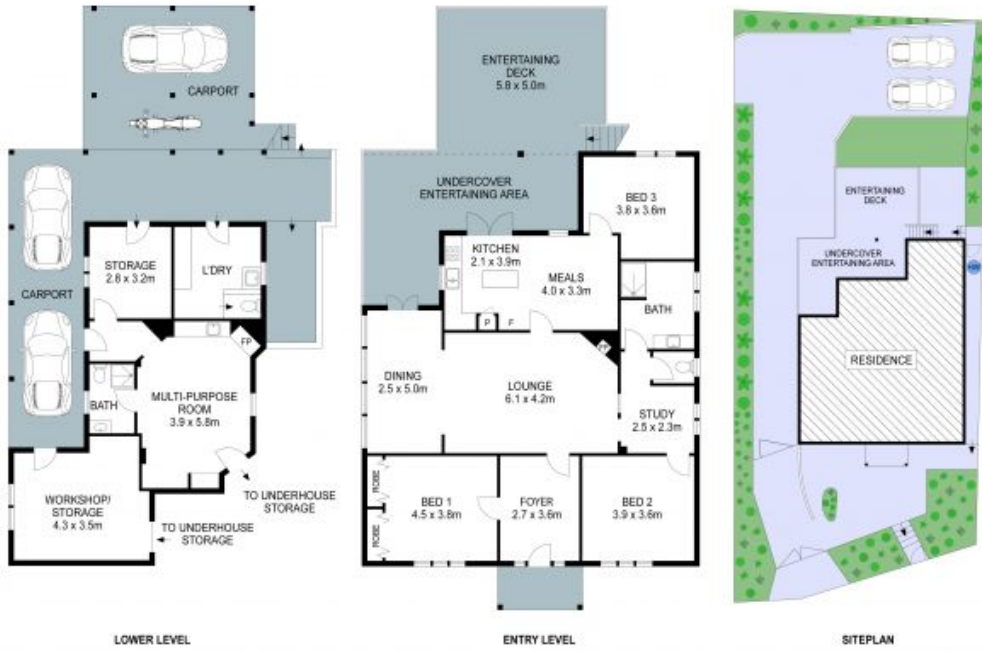 CARPORT
STORAGE
2.6 x 3.2m
L'DRY
CARPORT
FP
BATH
MULTI-PURPOSE
ROOM
3.9 x 5.8m
WORKSHOP/
STORAGE
4.3 x 3.5m
TO UNDERHOUSE
STORAGE
TO UNDERHOUSE
STORAGE
LOWER LEVEL
ENTERTAINING
DECK
5.8 x 5.0m
UNDERCOVER
ENTERTAINING AREA
BED 3
3.8 x 3.6m
KITCHEN
2.1 x 3.9m
MEALS
4.0 x 3.3m
P
F
BATH
FP
DINING
2.5 x 5.0m
LOUNGE
6.1 x 4.2m
STUDY
2.5 x 2.3m
ROBE
ROBE
BED 1
4.5 x 3.8m
FOYER
2.7 x 3.6m
BED 2
3.9 x 3.6m
ENTRY LEVEL
ENTERTAINING
DECK
UNDERCOVER
ENTERTAINING AREA
RESIDENCE
SITEPLAN